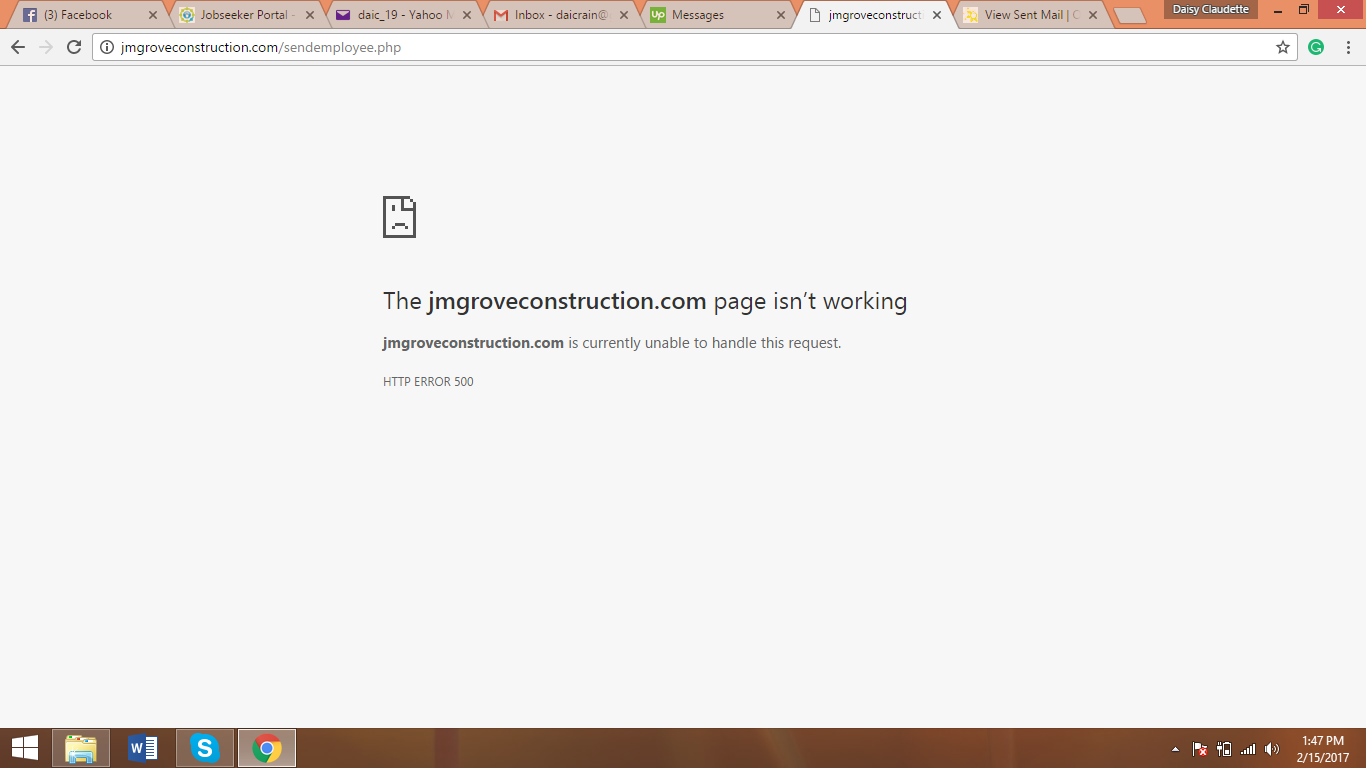 (3) Facebook
Jobseeker Portal -
daic_19 - Yahoo M
Inbox - daicrain@
Up Messages
jmgroveconstruct
View Sent Mail | C
Daisy Claudette
jmgroveconstruction.com/sendemployee.php
The jmgroveconstruction.com page isn’t working
jmgroveconstruction.com is currently unable to handle this request.
HTTP ERROR 500
1:47 PM
2/15/2017